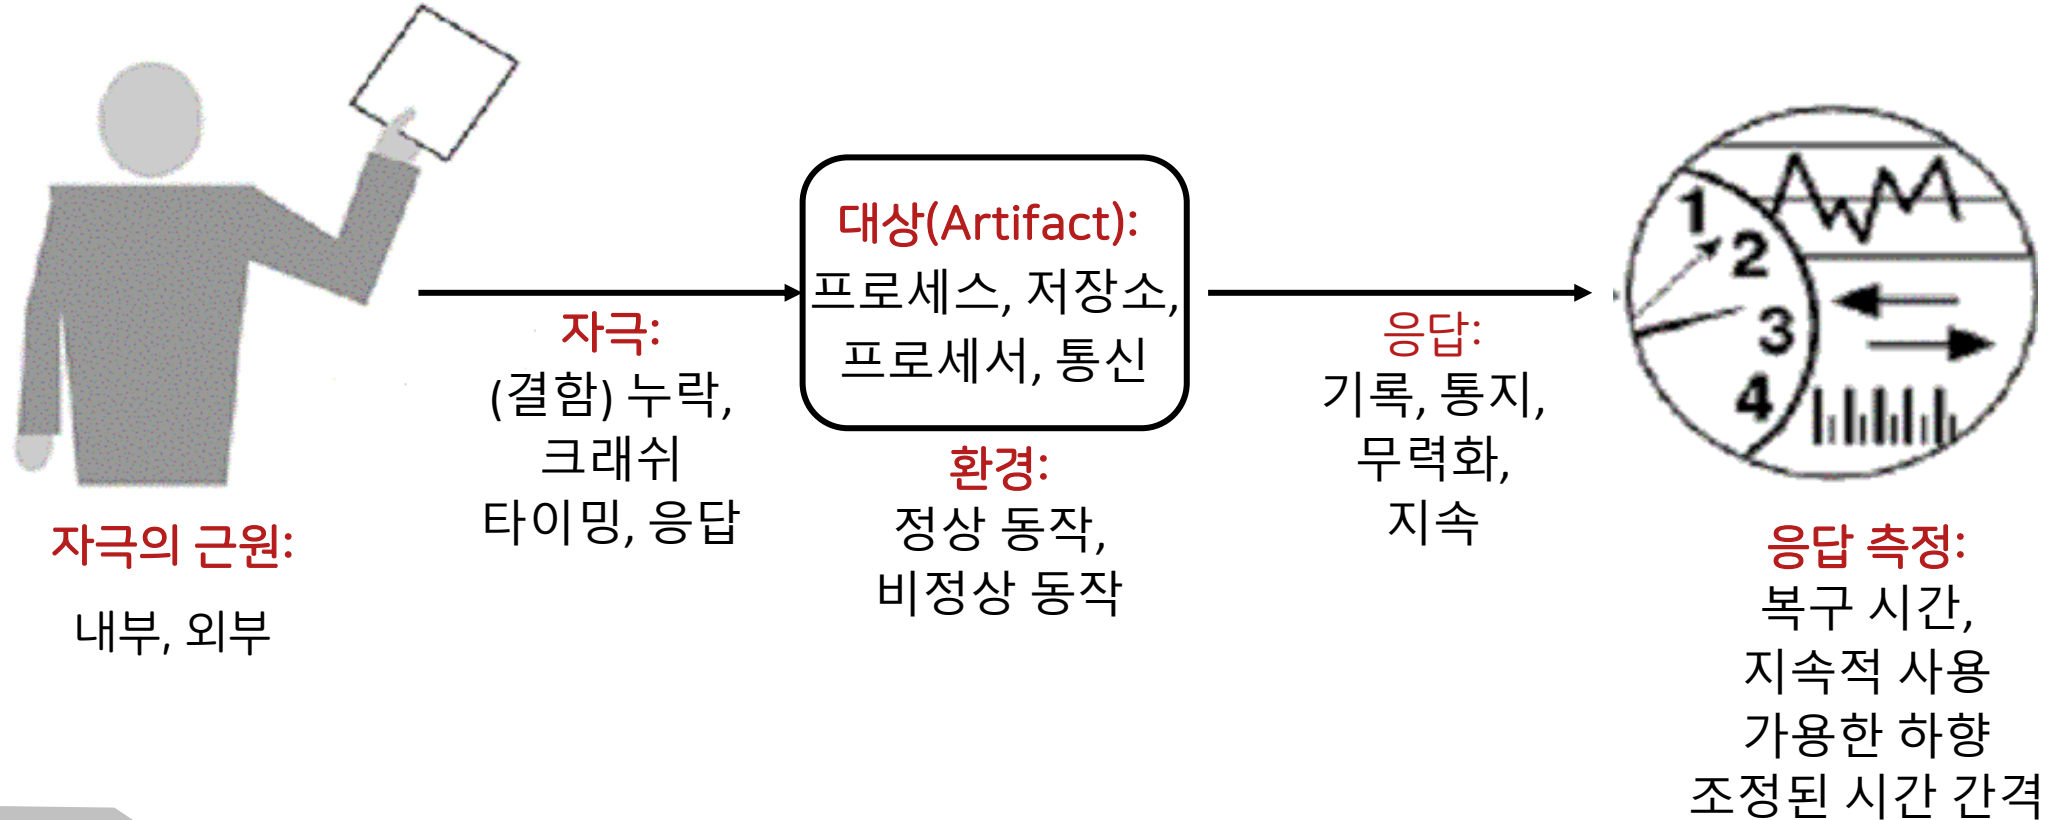 자극의 근원:
내부, 외부
자극:
(결함) 누락,
크래쉬
타이밍, 응답
대상(Artifact):
프로세스, 저장소,
프로세서, 통신
환경:
정상 동작,
비정상 동작
응답:
기록, 통지,
무력화,
지속
1
2
3
4
응답 측정:
복구 시간,
지속적 사용
가용한 하향
조정된 시간 간격